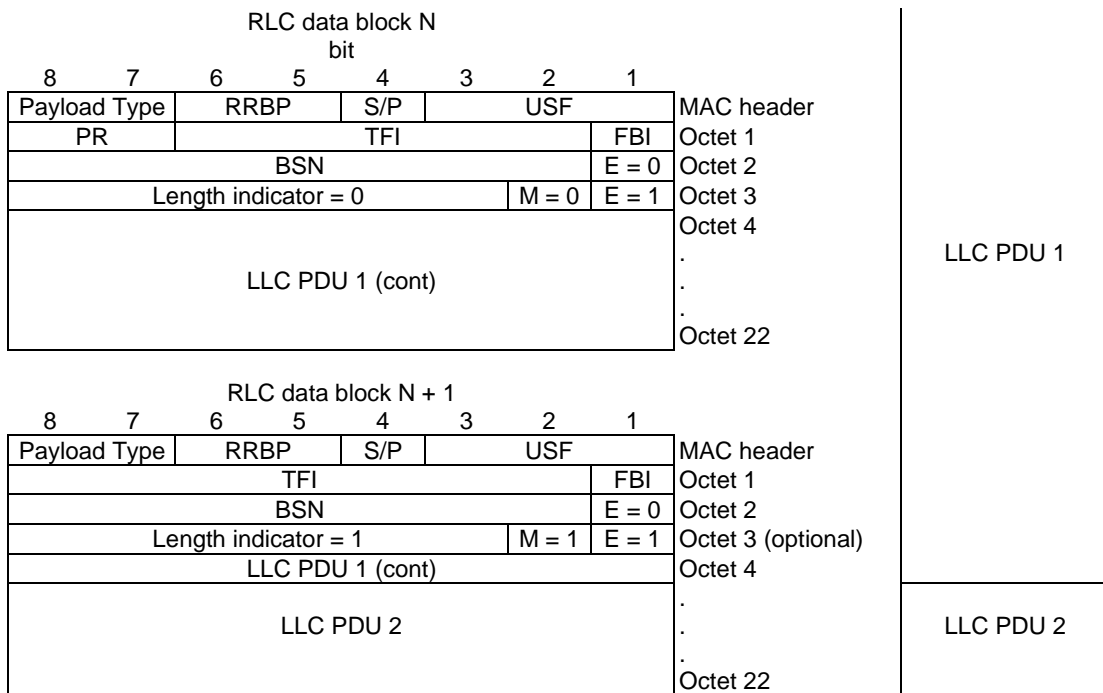 RLC data block N
bit
8 7 6 5 4 3 2 1
Payload Type RRBP S/P USF MAC header
PR TFI FBI Octet 1
BSN E = 0 Octet 2
Length indicator = 0 M = 0 E = 1 Octet 3
Octet 4
.
LLC PDU 1
LLC PDU 1 (cont)
.
.
Octet 22
RLC data block N + 1
8 7 6 5 4 3 2 1
Payload Type RRBP S/P USF MAC header
TFI FBI Octet 1
BSN E = 0 Octet 2
Length indicator = 1 M = 1 E = 1 Octet 3 (optional)
LLC PDU 1 (cont) Octet 4
.
LLC PDU 2 . LLC PDU 2
.
Octet 22